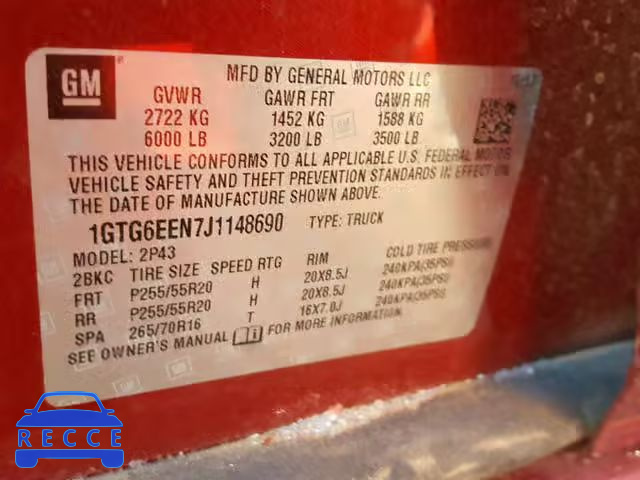 GM
MFD BY GENERAL MOTORS LLC
GVWR GAWR FRT GAWR RR
2722 KG 1452 KG 1588 KG
6000 LB 3200 LB 3500 LB
THIS VEHICLE CONFORMS TO ALL APPLICABLE U.S. FEDERAL MOTOR
VEHICLE SAFETY AND THEFT PREVENTION STANDARDS IN EFFECT ON
THE DATE OF MANUFACTURE SHOWN ABOVE.
1GTG6EEN7J1148690 TYPE: TRUCK
MODEL: 2P43
2BKC TIRE SIZE SPEED RTG RIM COLD TIRE PRESSURE
FRT P255/55R20 H 20X8.5J 240KPA(35PSI)
RR P255/55R20 H 20X8.5J 240KPA(35PSI)
SPA 265/70R16 T 16X7.0J 240KPA(35PSI)
SEE OWNER'S MANUAL FOR MORE INFORMATION.
RECCE